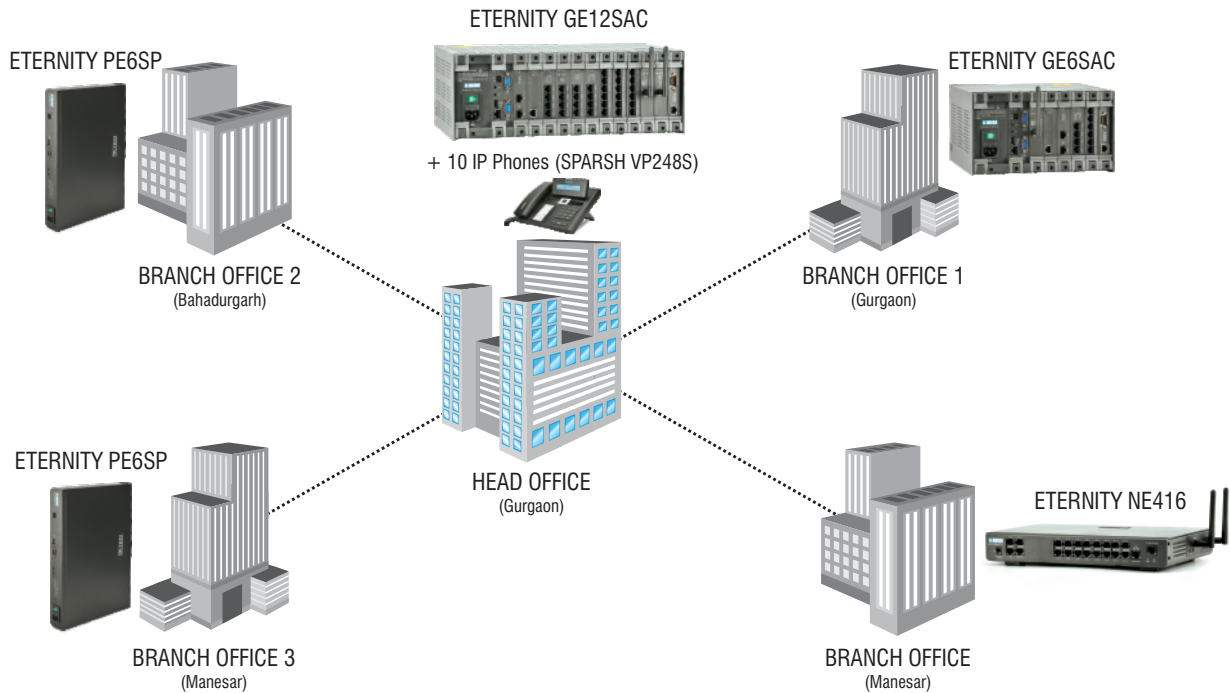 ETERNITY GE12SAC
ETERNITY PE6SP
ETERNITY GE6SAC
+ 10 IP Phones (SPARSH VP248S)
BRANCH OFFICE 2
(Bahadurgarh)
BRANCH OFFICE 1
(Gurgaon)
HEAD OFFICE
(Gurgaon)
ETERNITY PE6SP
ETERNITY NE416
BRANCH OFFICE 3
(Manesar)
BRANCH OFFICE
(Manesar)